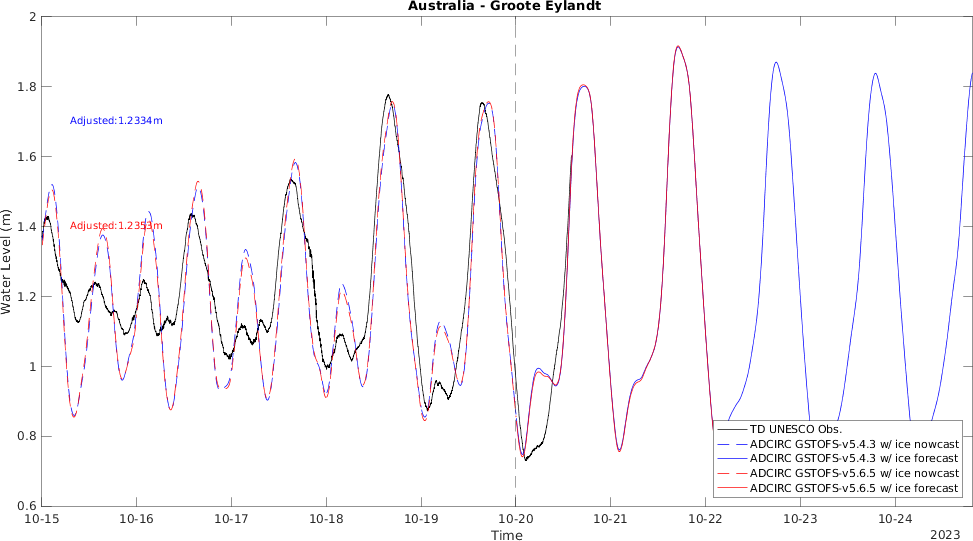 Australia - Groote Eylandt
2
1.8
1.6
1.4
1.2
1
0.8
0.6
Water Level (m)
Adjusted:1.2334m
Adjusted:1.2353m
TD UNESCO Obs.
ADCIRC GSTOFS-v5.4.3 w/ ice nowcast
ADCIRC GSTOFS-v5.4.3 w/ ice forecast
ADCIRC GSTOFS-v5.6.5 w/ ice nowcast
ADCIRC GSTOFS-v5.6.5 w/ ice forecast
10-15 10-16 10-17 10-18 10-19 10-20 10-21 10-22 10-23 10-24
Time
2023